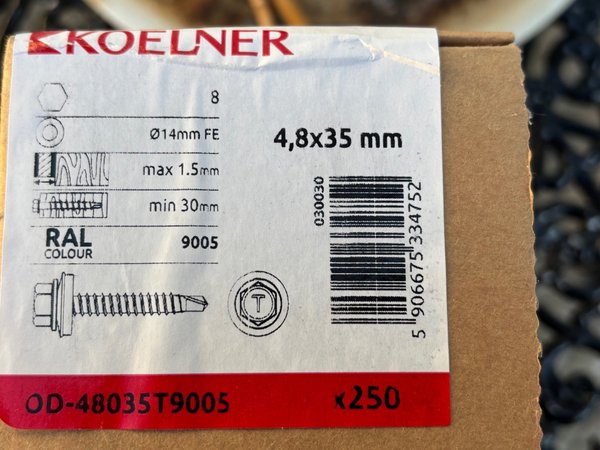 KOELNER
8
Ø14mm FE
max 1.5mm
min 30mm
RAL
COLOUR
9005
4,8x35 mm
030030
5 906675 334752
T
OD-48035T9005
x250